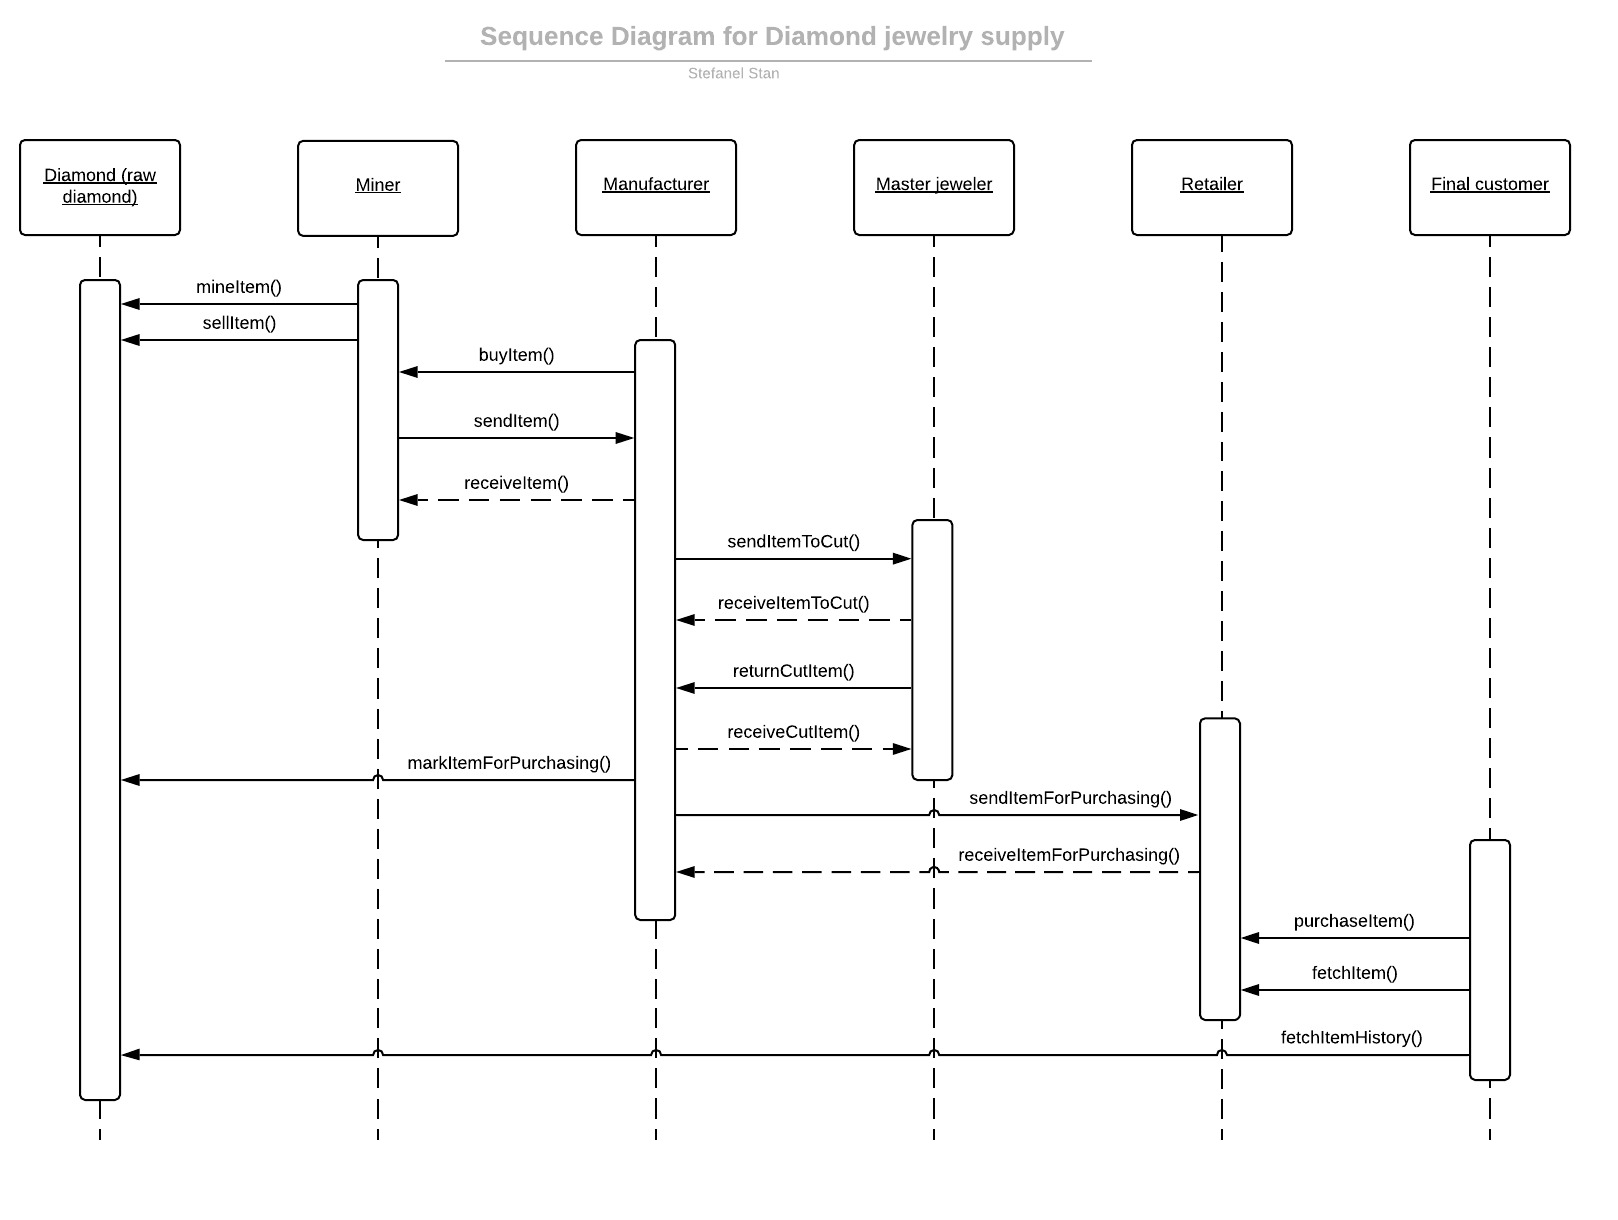 Sequence Diagram for Diamond jewelry supply
Stefanel Stan
Diamond (raw
diamond)
Miner
Manufacturer
Master jeweler
Retailer
Final customer
mineItem()
sellItem()
buyItem()
sendItem()
receiveItem()
sendItemToCut()
receiveItemToCut()
returnCutItem()
receiveCutItem()
markItemForPurchasing()
sendItemForPurchasing()
receiveItemForPurchasing()
purchaseItem()
fetchItem()
fetchItemHistory()